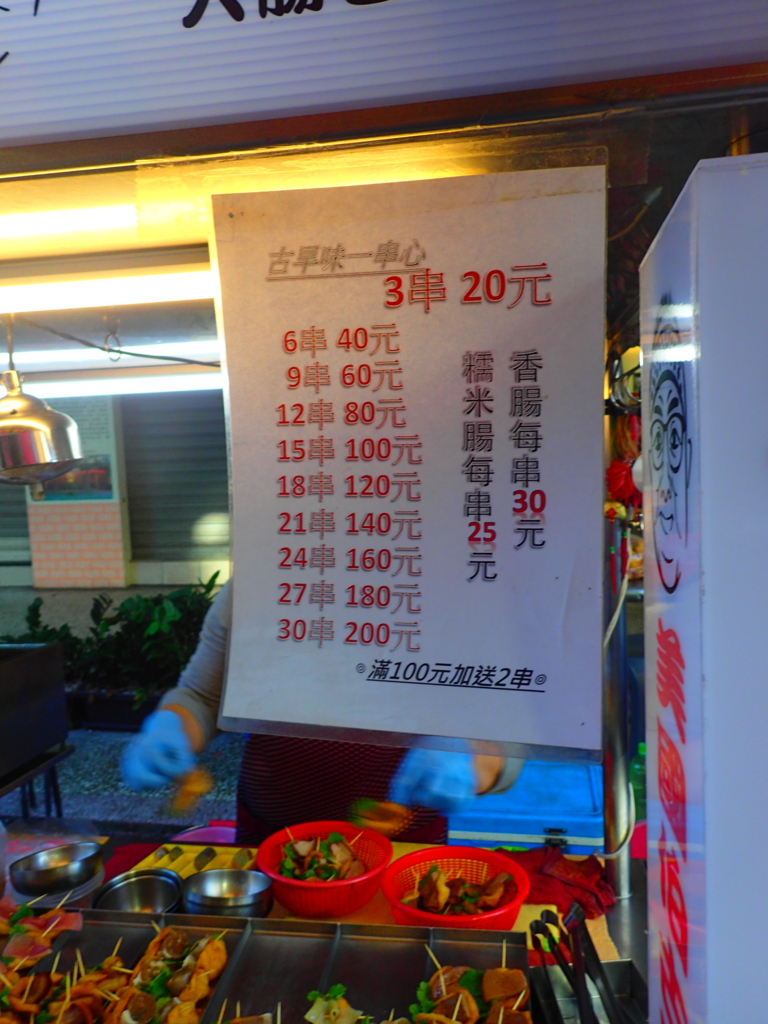 古早味一串心
3串 20元
6串 40元
9串 60元
12串 80元
15串 100元
18串 120元
21串 140元
24串 160元
27串 180元
30串 200元
香腸每串30元
糯米腸每串25元
◎滿100元加送2串◎